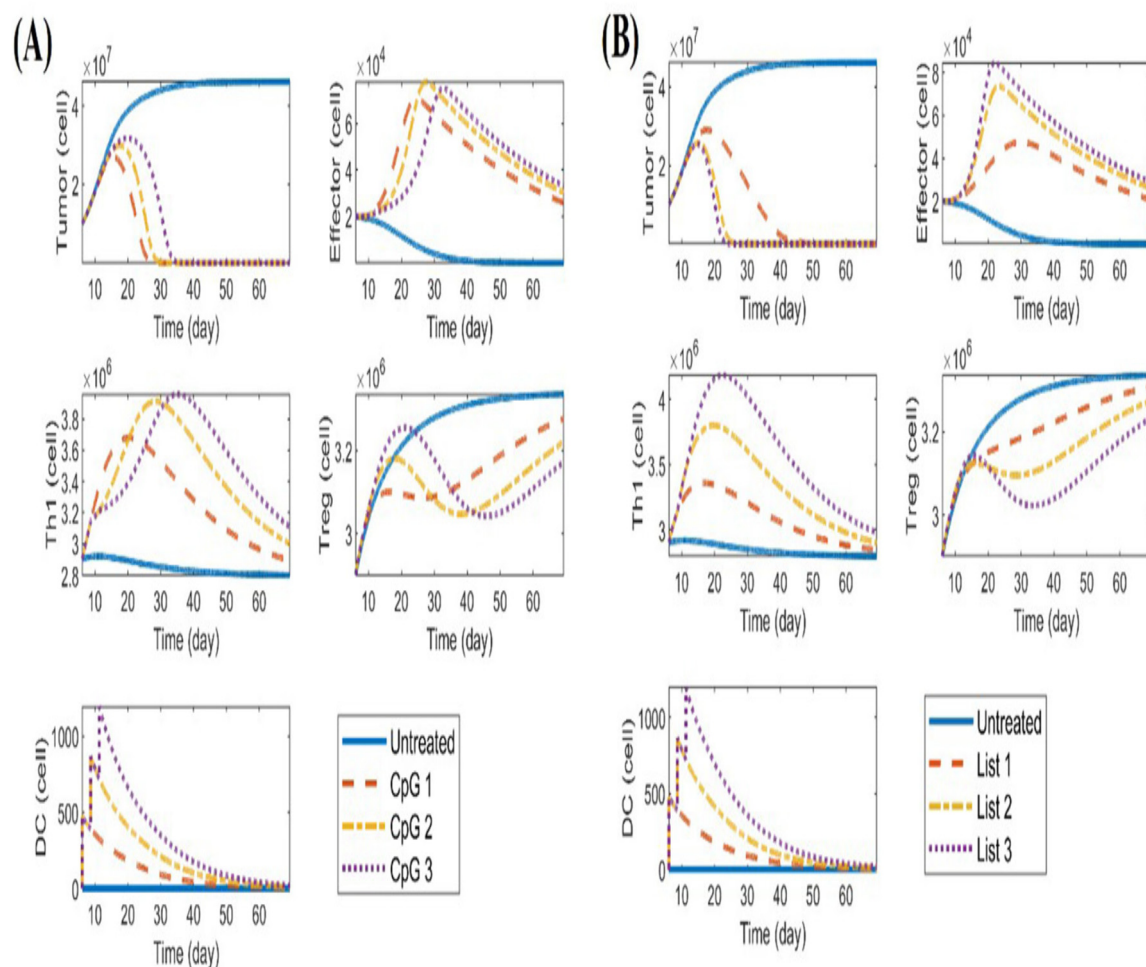 (A)
×10⁷
Tumor (cell)
4
2
10 20 30 40 50 60
Time (day)
×10⁴
Effector (cell)
6
4
2
10 20 30 40 50 60
Time (day)
×10⁶
Th1 (cell)
3.8
3.6
3.4
3.2
3
2.8
10 20 30 40 50 60
Time (day)
×10⁶
Treg (cell)
3.2
3
10 20 30 40 50 60
Time (day)
DC (cell)
1000
500
0
10 20 30 40 50 60
Time (day)
Untreated
CpG 1
CpG 2
CpG 3
(B)
×10⁷
Tumor (cell)
4
2
10 20 30 40 50 60
Time (day)
×10⁴
Effector (cell)
8
6
4
2
10 20 30 40 50 60
Time (day)
×10⁶
Th1 (cell)
4
3.5
3
10 20 30 40 50 60
Time (day)
×10⁶
Treg (cell)
3.2
3
10 20 30 40 50 60
Time (day)
DC (cell)
1000
500
0
10 20 30 40 50 60
Time (day)
Untreated
List 1
List 2
List 3